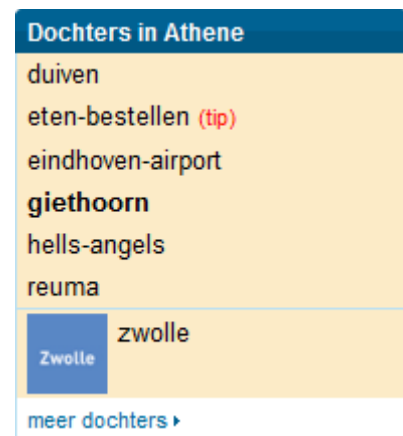 Dochters in Athene
duiven
eten-bestellen (tip)
eindhoven-airport
giethoorn
hells-angels
reuma
zwolle
Zwolle
meer dochters